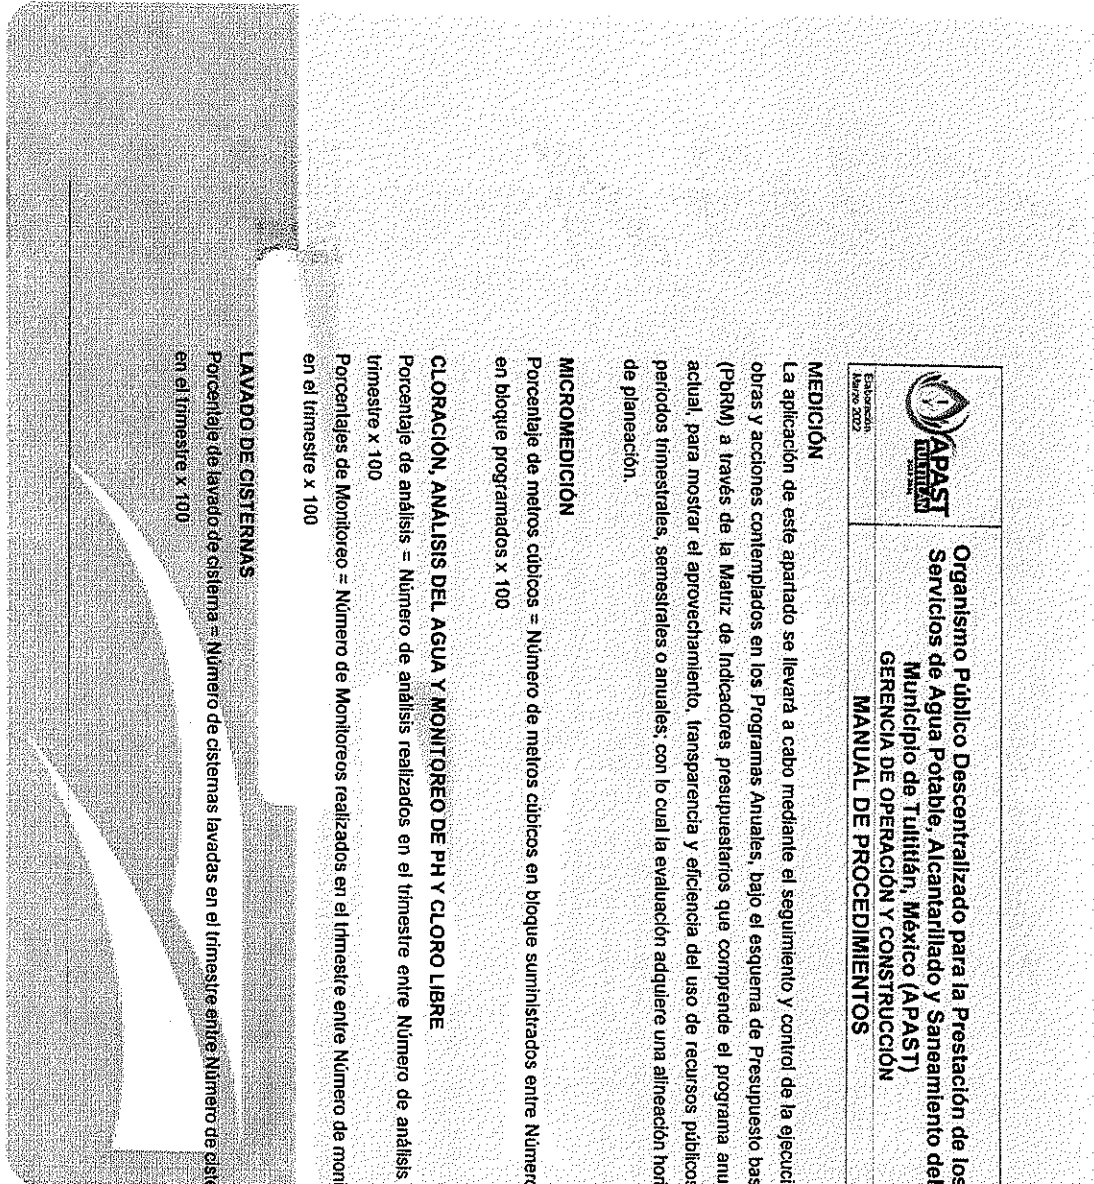 APAST
TULTITLÁN
Elaboración
Marzo 2022
Organismo Público Descentralizado para la Prestación de los
Servicios de Agua Potable, Alcantarillado y Saneamiento del
Municipio de Tultitlán, México (APAST)
GERENCIA DE OPERACIÓN Y CONSTRUCCIÓN
MANUAL DE PROCEDIMIENTOS
MEDICIÓN
La aplicación de este apartado se llevará a cabo mediante el seguimiento y control de la ejecuci
obras y acciones contemplados en los Programas Anuales, bajo el esquema de Presupuesto bas
(PbRM) a través de la Matriz de Indicadores presupuestarios que comprende el programa anu
actual, para mostrar el aprovechamiento, transparencia y eficiencia del uso de recursos públicos
periodos trimestrales, semestrales o anuales; con lo cual la evaluación adquiere una alineación hori
de planeación.
MICROMEDICIÓN
Porcentaje de metros cúbicos = Número de metros cúbicos en bloque suministrados entre Número
en bloque programados x 100
CLORACIÓN, ANÁLISIS DEL AGUA Y MONITOREO DE PH Y CLORO LIBRE
Porcentaje de análisis = Número de análisis realizados en el trimestre entre Número de análisis
trimestre x 100
Porcentajes de Monitoreo = Número de Monitoreos realizados en el trimestre entre Número de moni
en el trimestre x 100
LAVADO DE CISTERNAS
Porcentaje de lavado de cisterna = Número de cisternas lavadas en el trimestre entre Número de ciste
en el trimestre x 100